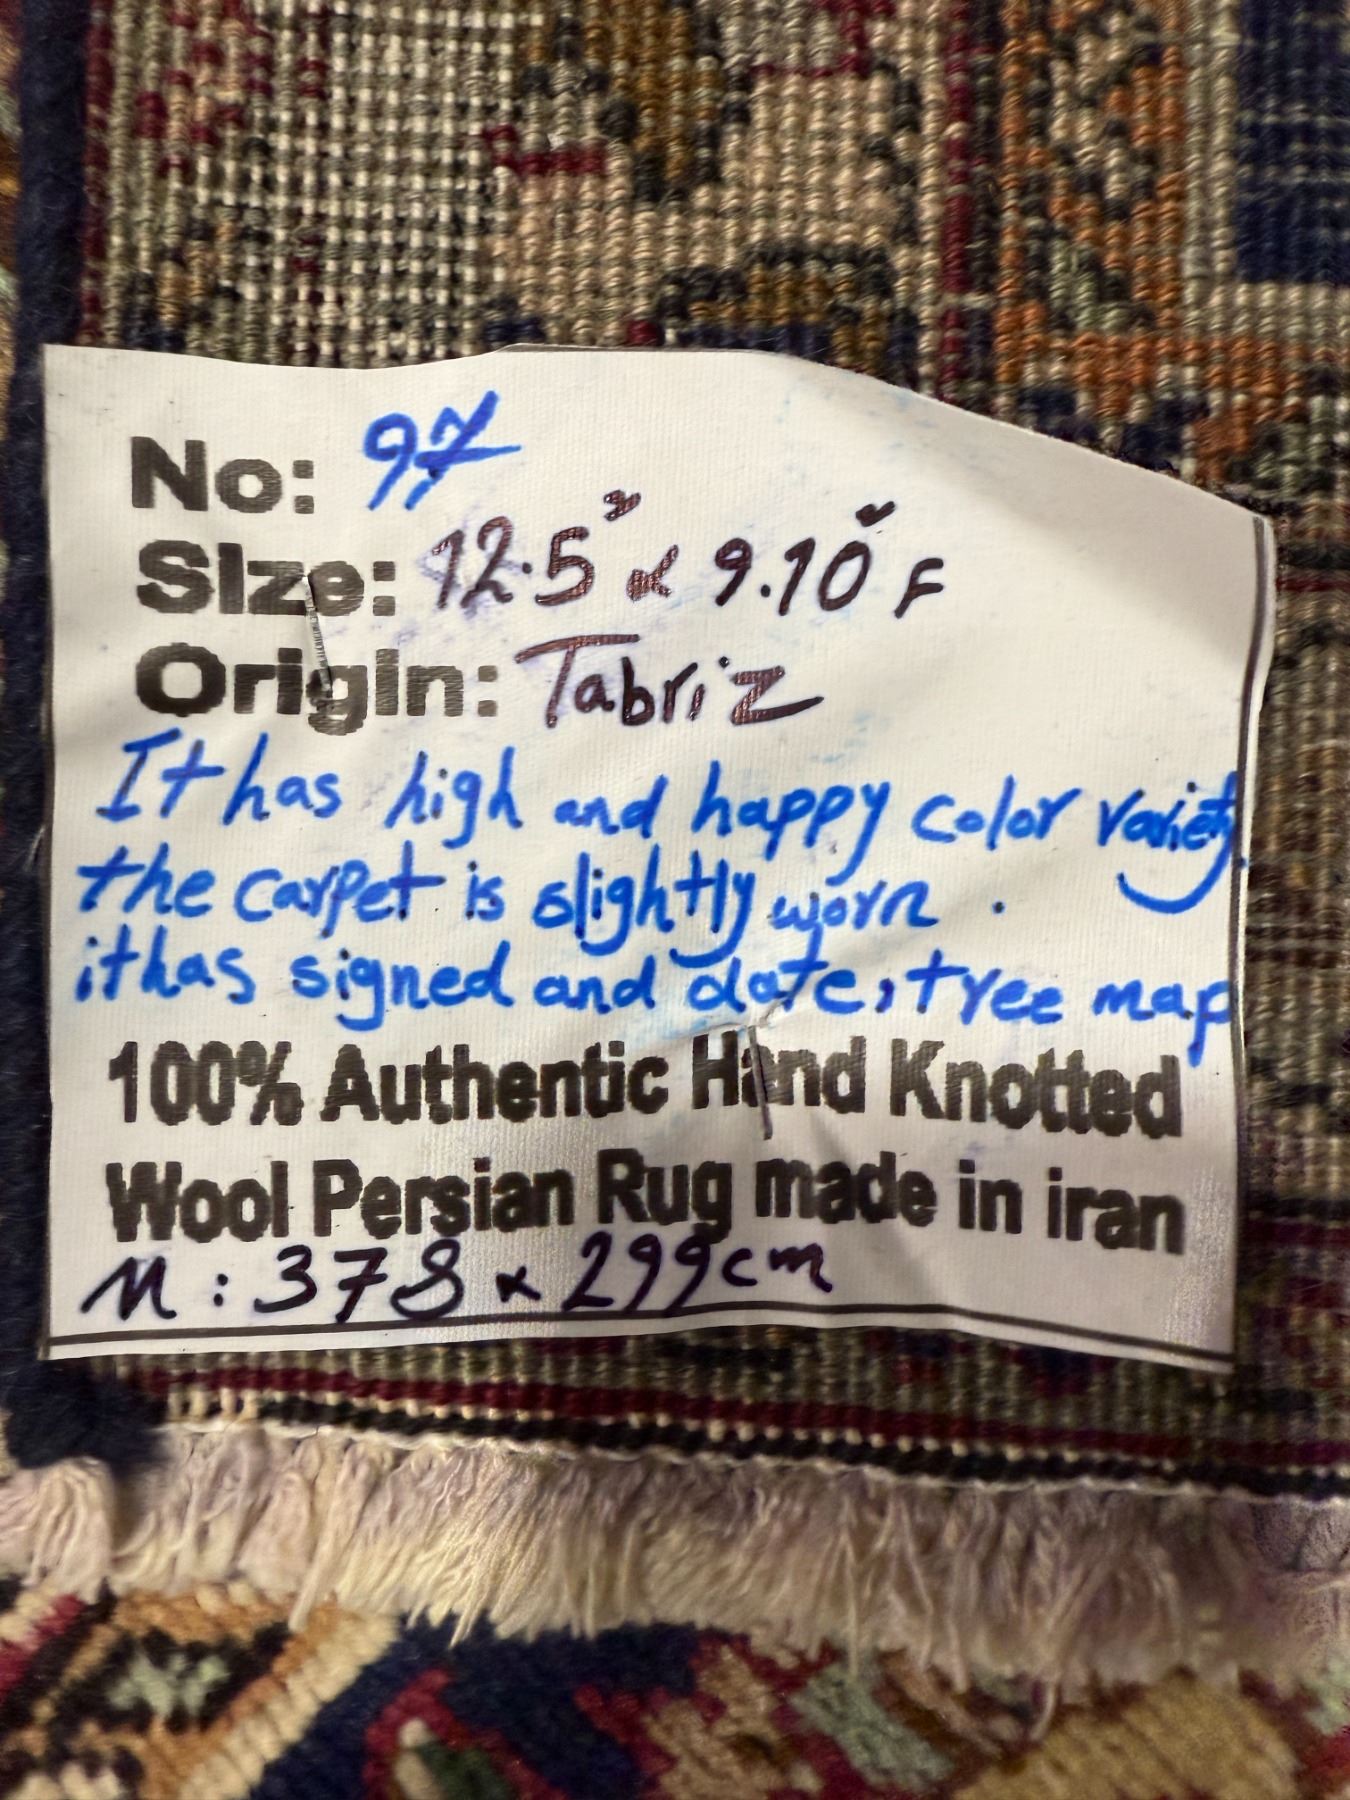 No: 97
Size: 12.5" x 9.10" F
Origin: Tabriz
It has high and happy color variety.
the carpet is slightly worn .
it has signed and date, tree map
100% Authentic Hand Knotted
Wool Persian Rug made in iran
M : 378 x 299 cm